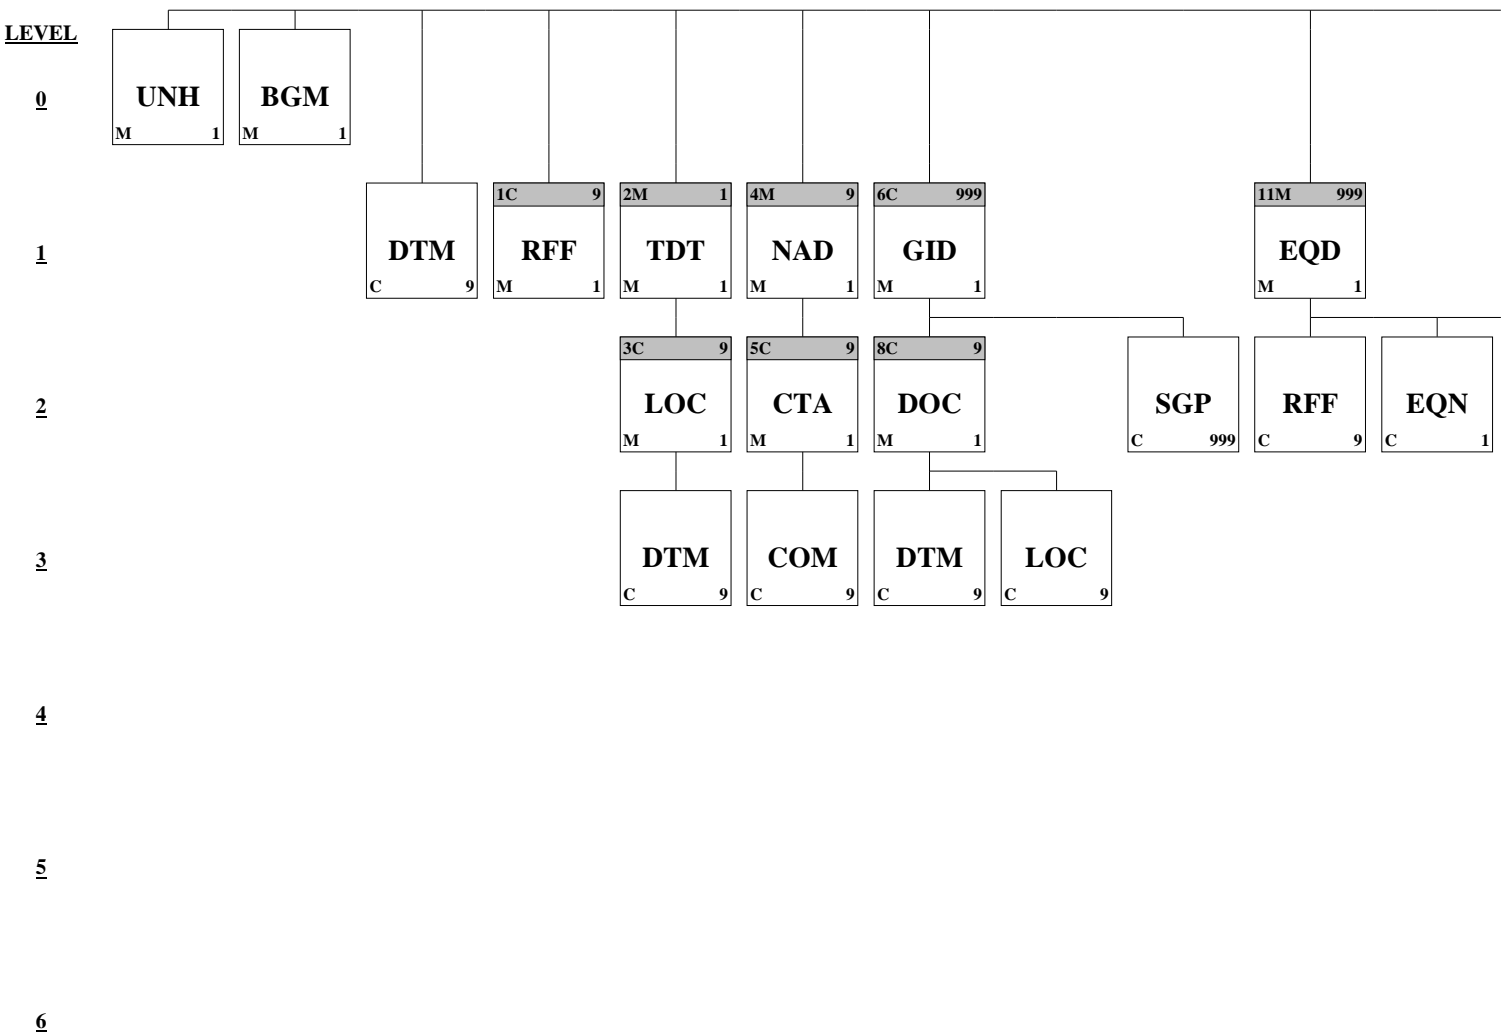 LEVEL
0
UNH
M 1
BGM
M 1
1
DTM
C 9
1C 9
RFF
M 1
2M 1
TDT
M 1
4M 9
NAD
M 1
6C 999
GID
M 1
11M 999
EQD
M 1
2
3C 9
LOC
M 1
5C 9
CTA
M 1
8C 9
DOC
M 1
SGP
C 999
RFF
C 9
EQN
C 1
3
DTM
C 9
COM
C 9
DTM
C 9
LOC
C 9
4
5
6